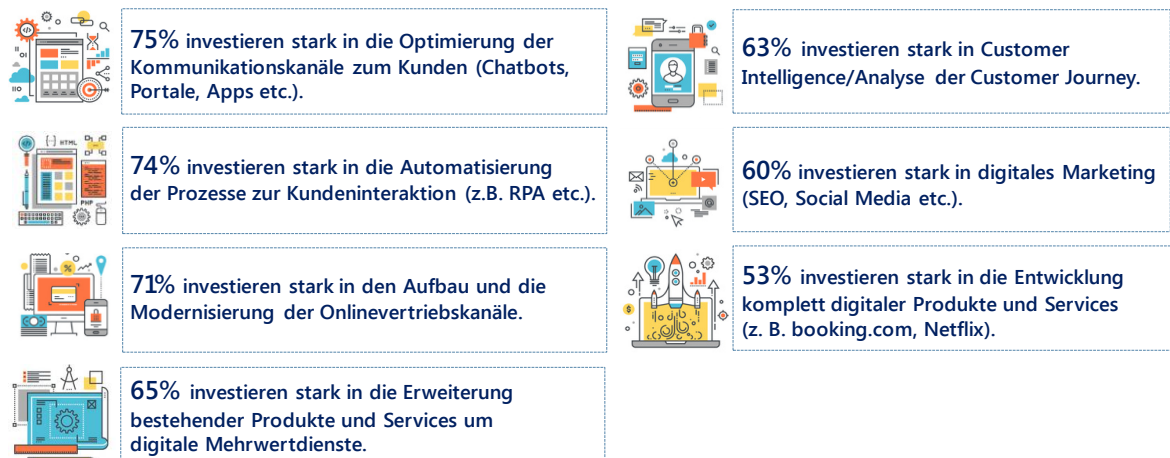 75% investieren stark in die Optimierung der
Kommunikationskanäle zum Kunden (Chatbots,
Portale, Apps etc.).
HTML
PHP
74% investieren stark in die Automatisierung
der Prozesse zur Kundeninteraktion (z.B. RPA etc.).
71% investieren stark in den Aufbau und die
Modernisierung der Onlinevertriebskanäle.
65% investieren stark in die Erweiterung
bestehender Produkte und Services um
digitale Mehrwertdienste.
63% investieren stark in Customer
Intelligence/Analyse der Customer Journey.
60% investieren stark in digitales Marketing
(SEO, Social Media etc.).
53% investieren stark in die Entwicklung
komplett digitaler Produkte und Services
(z. B. booking.com, Netflix).